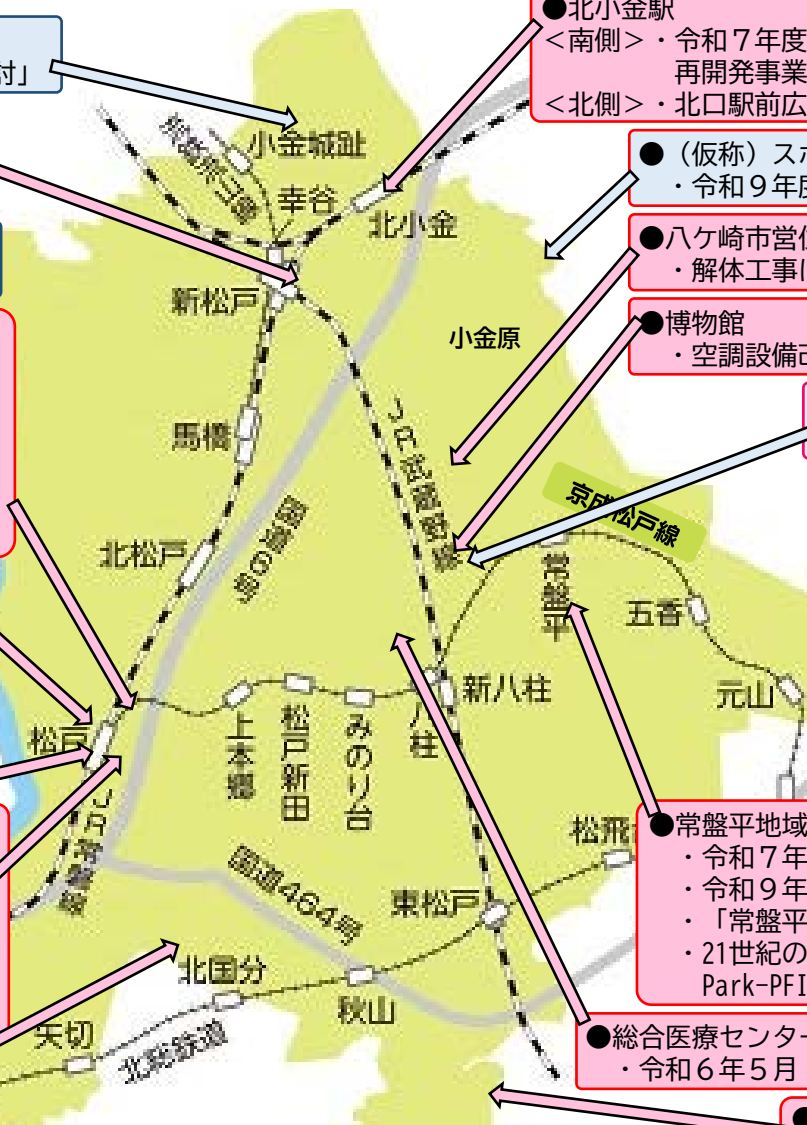 ●北小金駅
＜南側＞・令和７年度
再開発事業
＜北側＞・北口駅前広
討」
小金城趾
●（仮称）スポ
・令和９年度
幸谷
北小金
●八ケ崎市営住
・解体工事に
新松戸
小金原
●博物館
・空調設備改
馬橋
JR武蔵野線
京成松戸線
国道6号
北松戸
常盤平
五香
新八柱
元山
松戸
上本郷
松戸新田
みのり台
八柱
JR常磐線
松飛
●常盤平地域
・令和７年
・令和９年
・「常盤平
・21世紀の
Park-PFI
国道464号
東松戸
北国分
秋山
矢切
北総鉄道
●総合医療センター
・令和６年５月